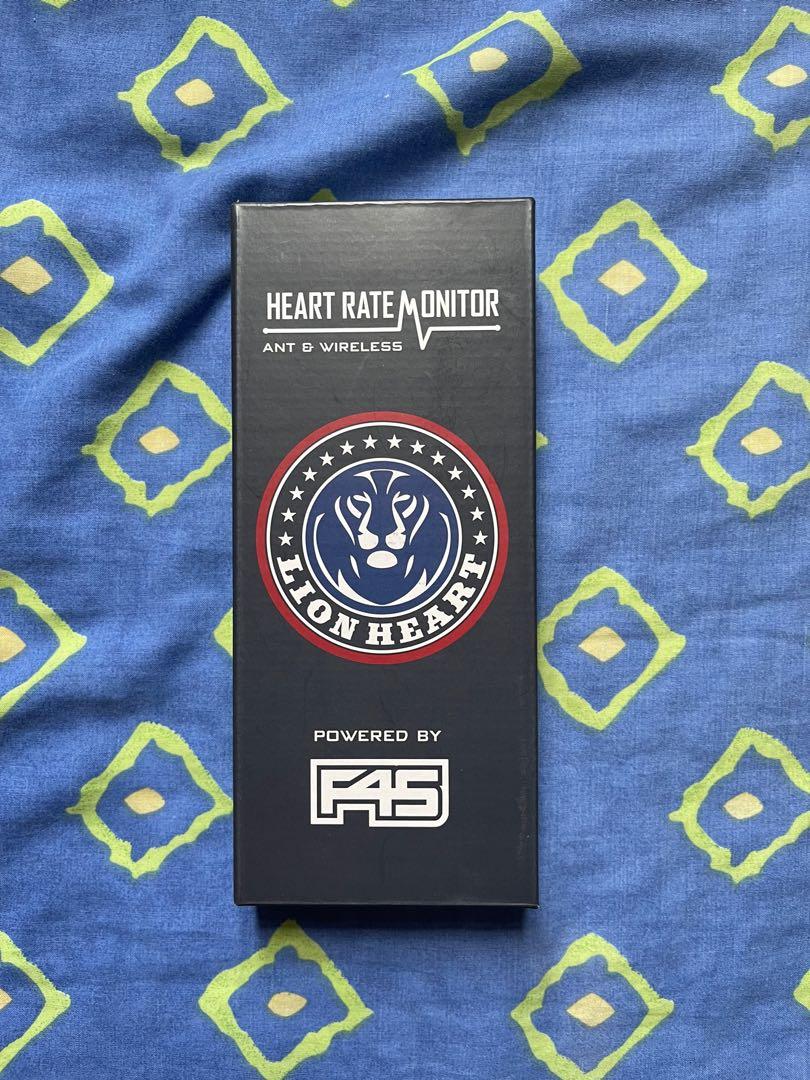 HEART RATE MONITOR
ANT & WIRELESS
LION HEART
POWERED BY
F45